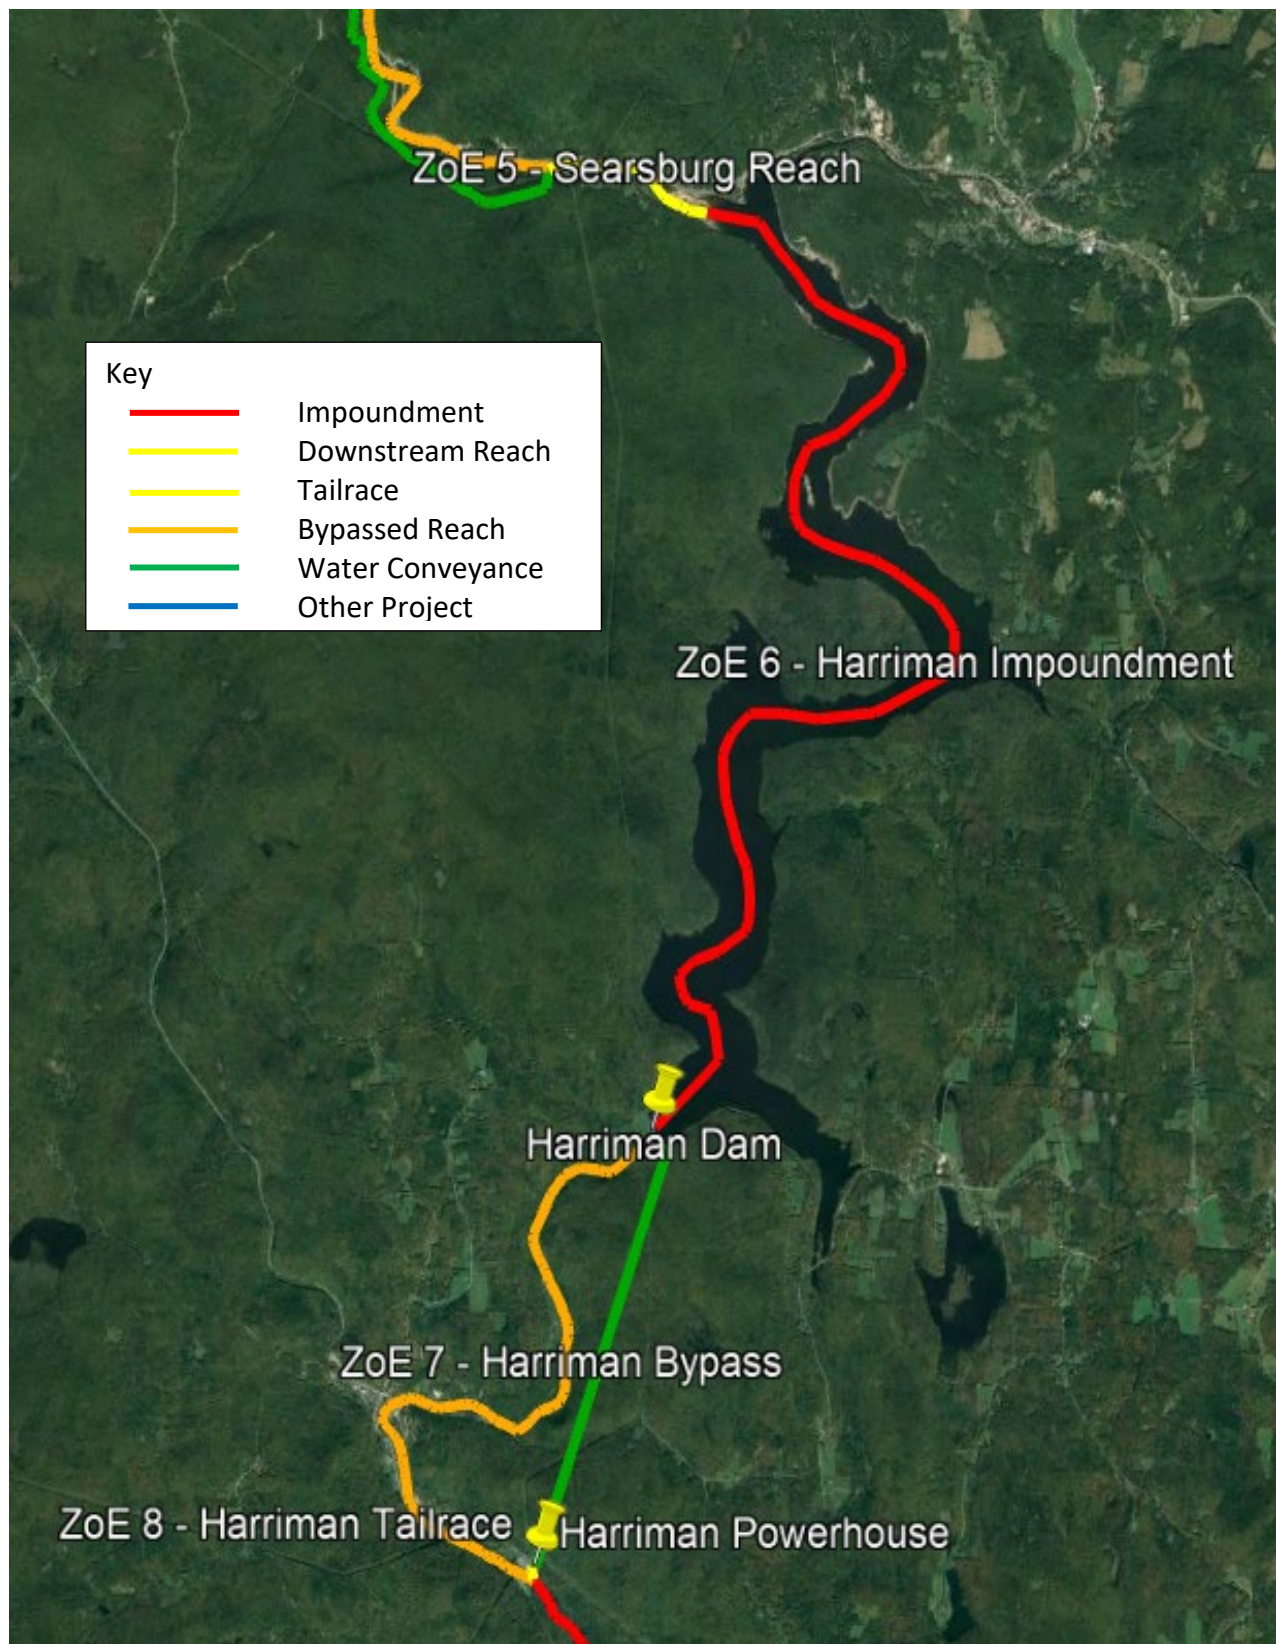 ZoE 5 - Searsburg Reach
Key
Impoundment
Downstream Reach
Tailrace
Bypassed Reach
Water Conveyance
Other Project
ZoE 6 - Harriman Impoundment
Harriman Dam
ZoE 7 - Harriman Bypass
ZoE 8 - Harriman Tailrace
Harriman Powerhouse